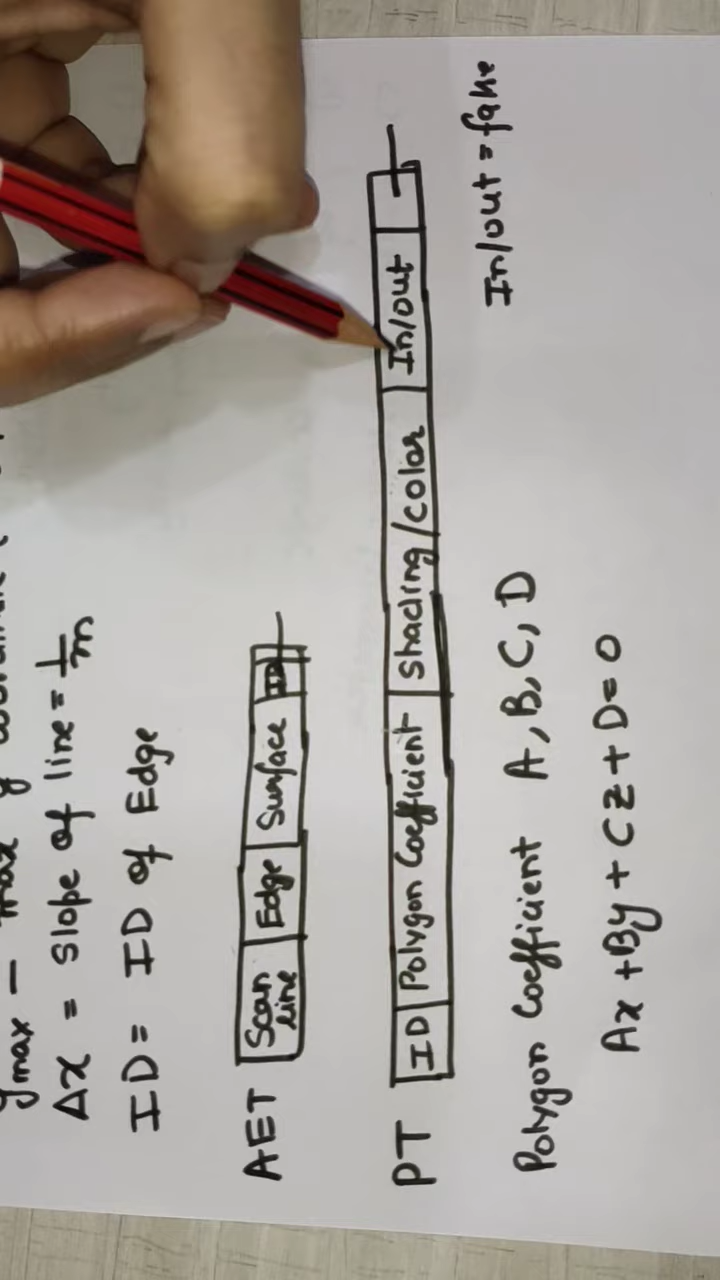 ymax - max y
Δx = slope of line = 1/m
ID = ID of Edge
AET Scan line | Edge | Surface
PT ID | Polygon Coefficient | Shading/color | In/out
In/out = false
Polygon Coefficient A, B, C, D
Ax + By + Cz + D = 0